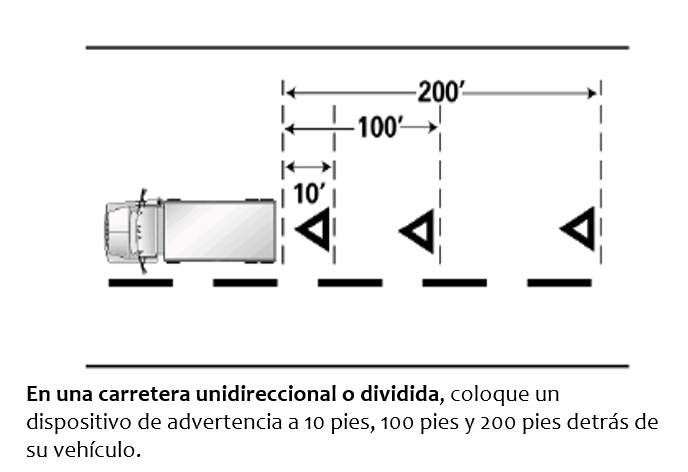 200′
100′
10′
En una carretera unidireccional o dividida, coloque un
dispositivo de advertencia a 10 pies, 100 pies y 200 pies detrás de
su vehículo.